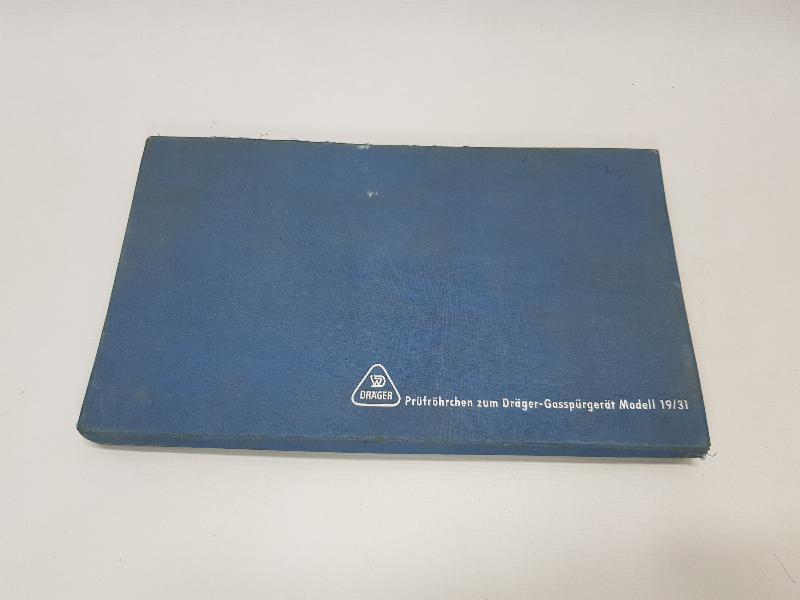 DRÄGER
Prüfröhrchen zum Dräger-Gasspürgerät Modell 19/31